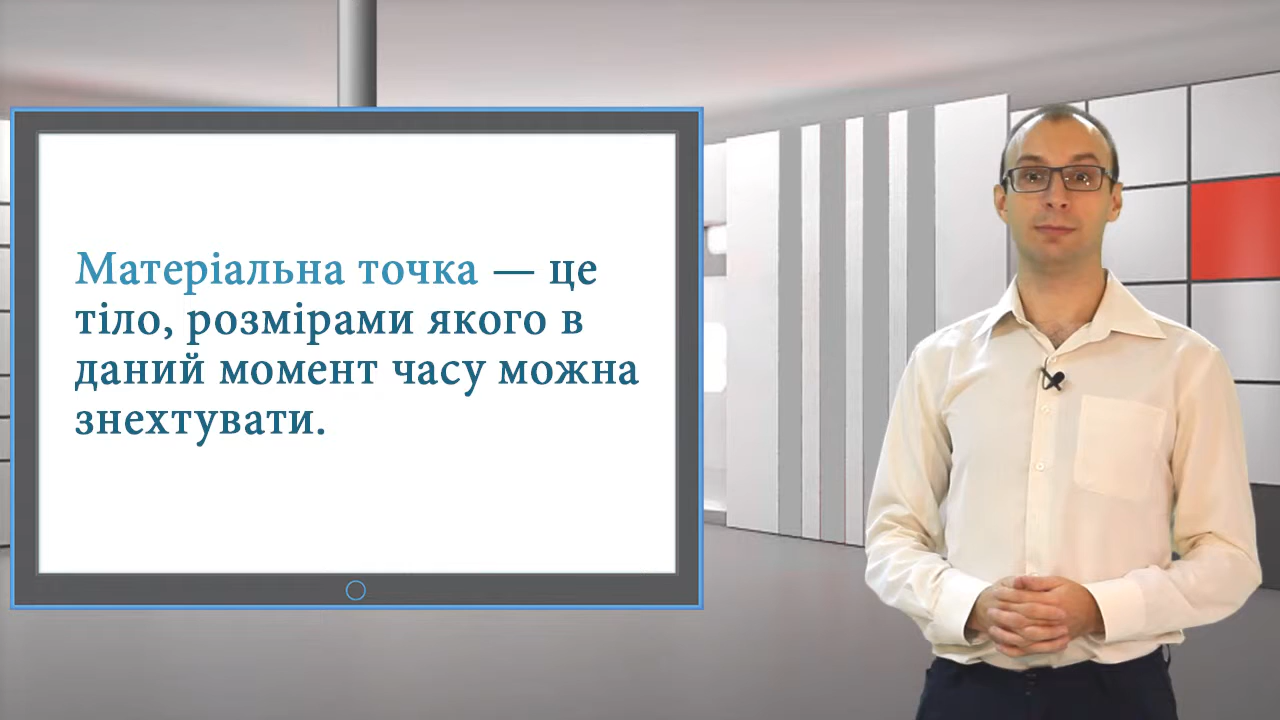 Матеріальна точка — це
тіло, розмірами якого в
даний момент часу можна
знехтувати.